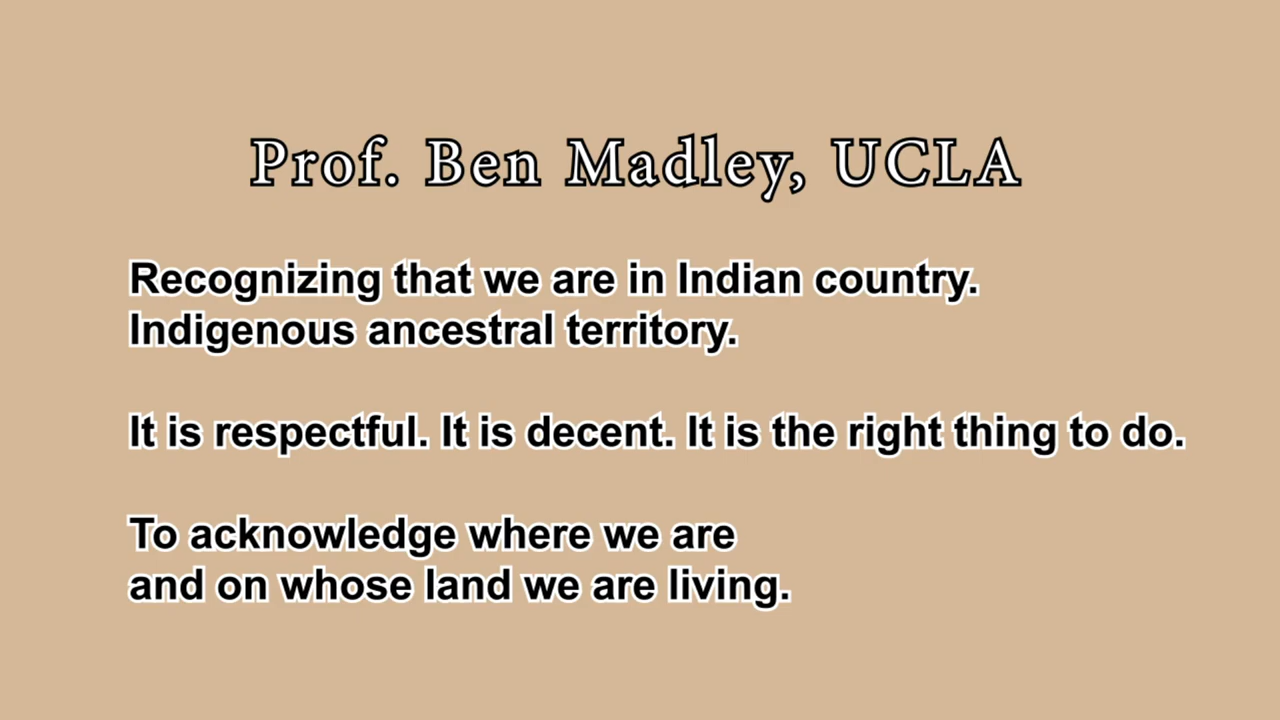 Prof. Ben Madley, UCLA
Recognizing that we are in Indian country.
Indigenous ancestral territory.
It is respectful. It is decent. It is the right thing to do.
To acknowledge where we are
and on whose land we are living.